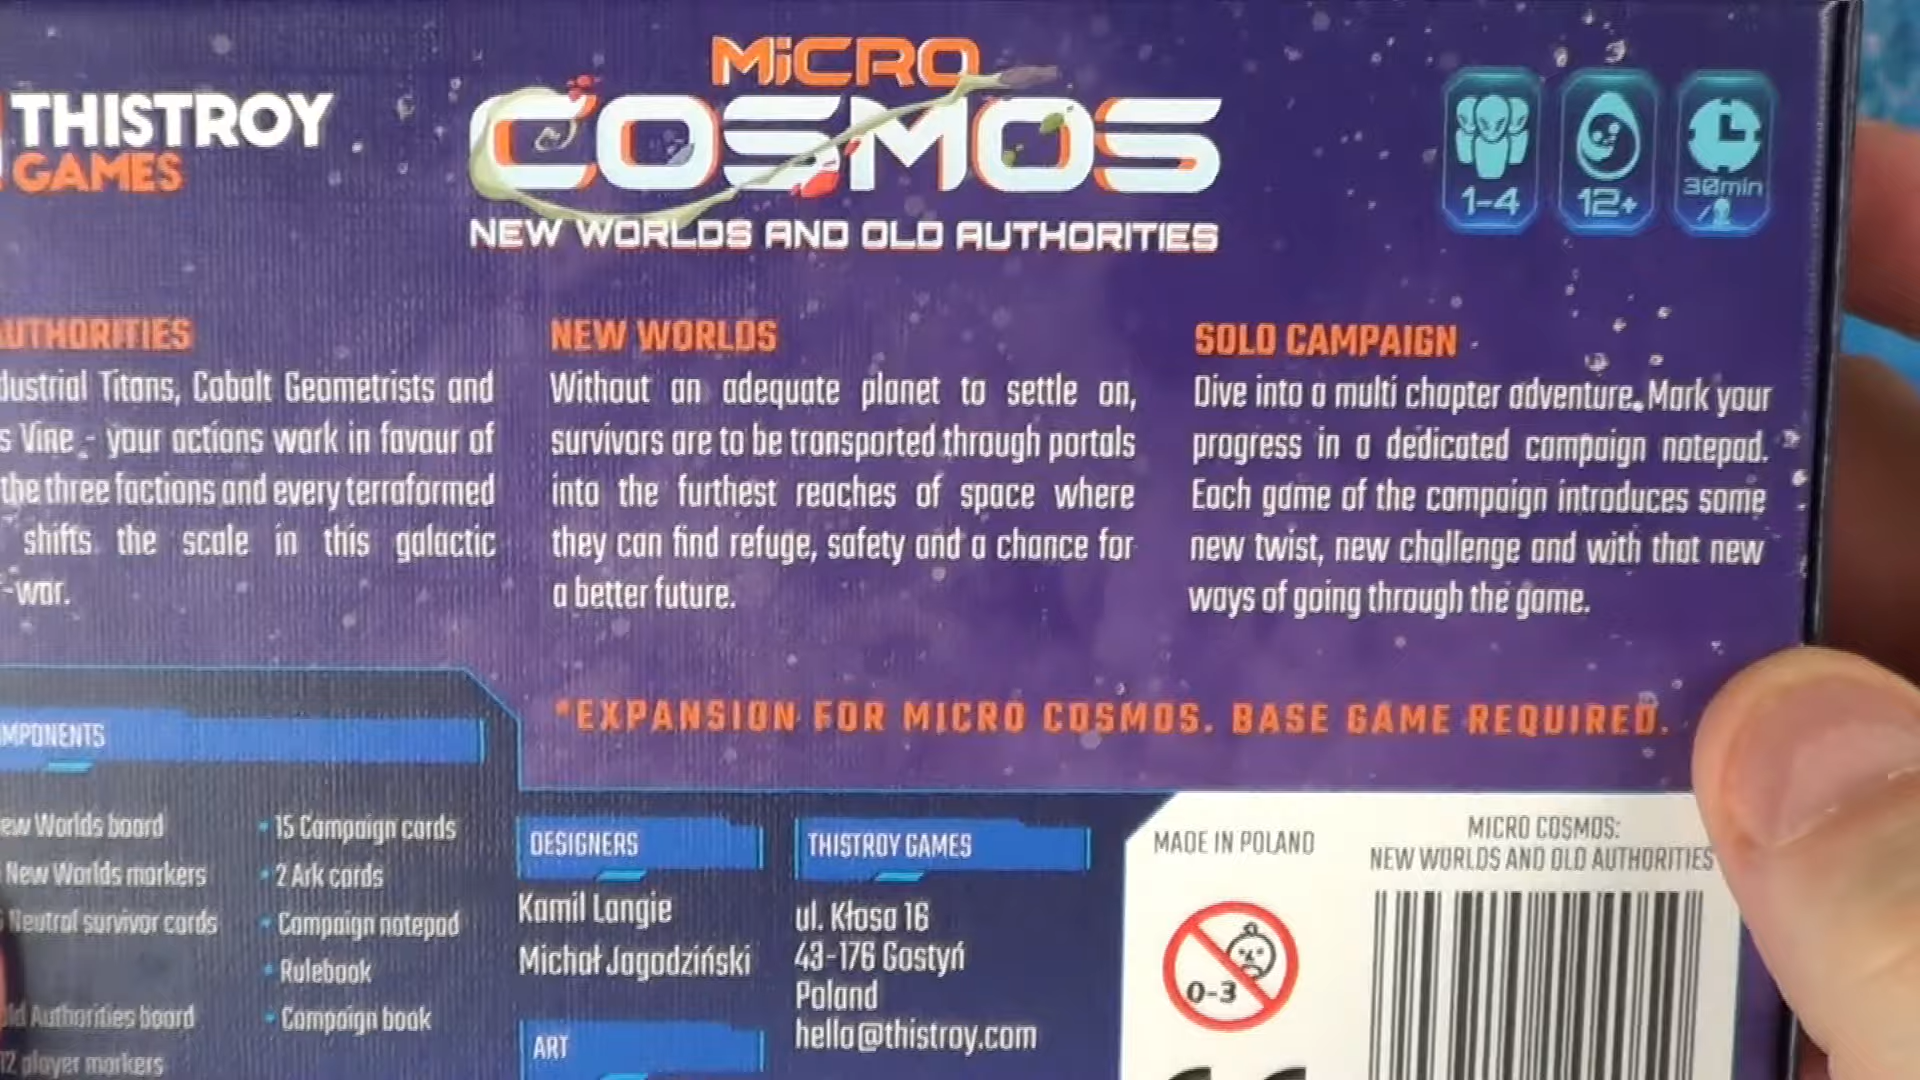 THISTROY
GAMES
MiCRO
COSMOS
NEW WORLDS AND OLD AUTHORITIES
1-4
12+
30min
AUTHORITIES
Titans, Cobalt Geometrists and
Vine - your actions work in favour of
the three factions and every terraformed
shifts the scale in this galactic
-war.
NEW WORLDS
Without an adequate planet to settle on,
survivors are to be transported through portals
into the furthest reaches of space where
they can find refuge, safety and a chance for
a better future.
SOLO CAMPAIGN
Dive into a multi chapter adventure. Mark your
progress in a dedicated campaign notepad.
Each game of the campaign introduces some
new twist, new challenge and with that new
ways of going through the game.
*EXPANSION FOR MICRO COSMOS. BASE GAME REQUIRED.
MPONENTS
ew Worlds board
New Worlds markers
Neutral survivor cards
ld Authorities board
12 player markers
• 15 Campaign cards
• 2 Ark cards
• Campaign notepad
• Rulebook
• Campaign book
DESIGNERS
Kamil Langie
Michał Jagodziński
ART
THISTROY GAMES
ul. Kłosa 16
43-176 Gostyń
Poland
hello@thistroy.com
MADE IN POLAND
0-3
MICRO COSMOS:
NEW WORLDS AND OLD AUTHORITIES